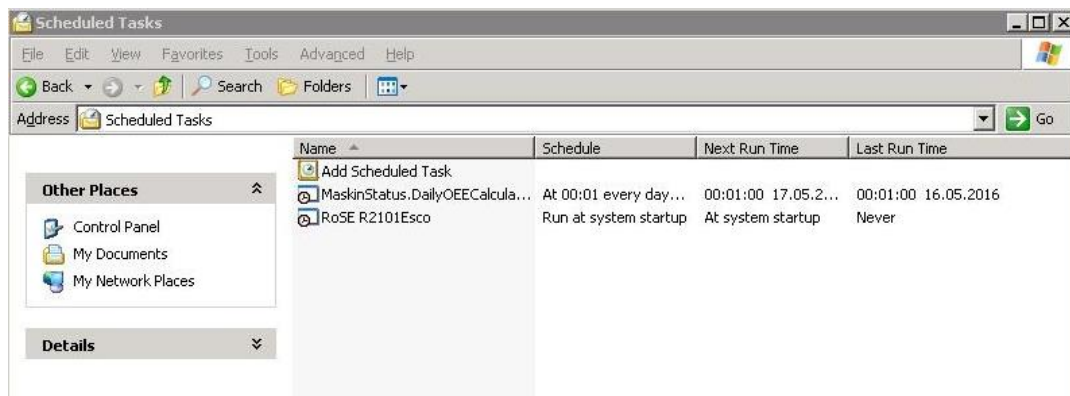 Scheduled Tasks
File Edit View Favorites Tools Advanced Help
Back Search Folders
Address Scheduled Tasks Go
Name Schedule Next Run Time Last Run Time
Add Scheduled Task
MaskinStatus.DailyOEECalcula... At 00:01 every day... 00:01:00 17.05.2... 00:01:00 16.05.2016
RoSE R2101Esco Run at system startup At system startup Never
Other Places
Control Panel
My Documents
My Network Places
Details